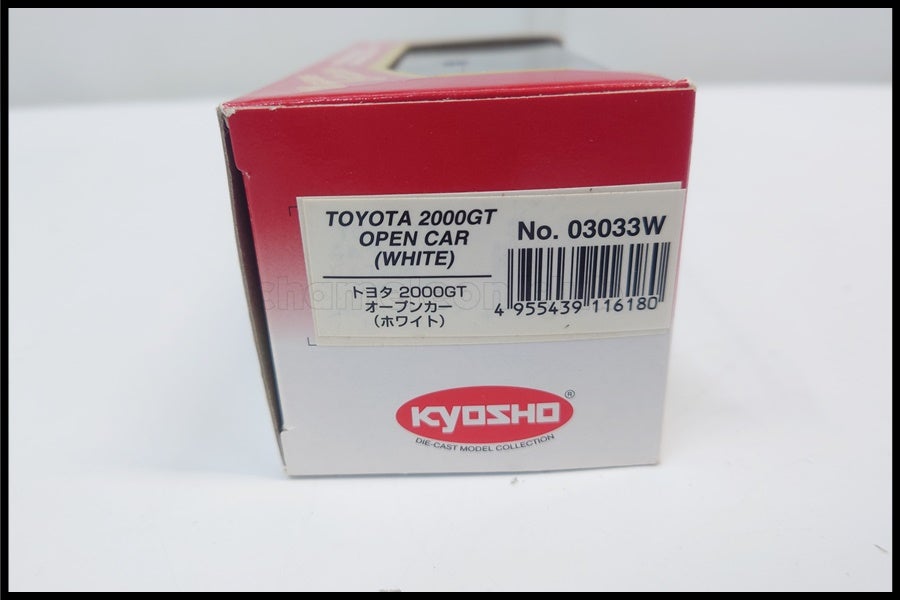 TOYOTA 2000GT
OPEN CAR
(WHITE)
トヨタ 2000GT
オープンカー
(ホワイト)
No. 03033W
4 955439 116180
KYOSHO ®
DIE-CAST MODEL COLLECTION